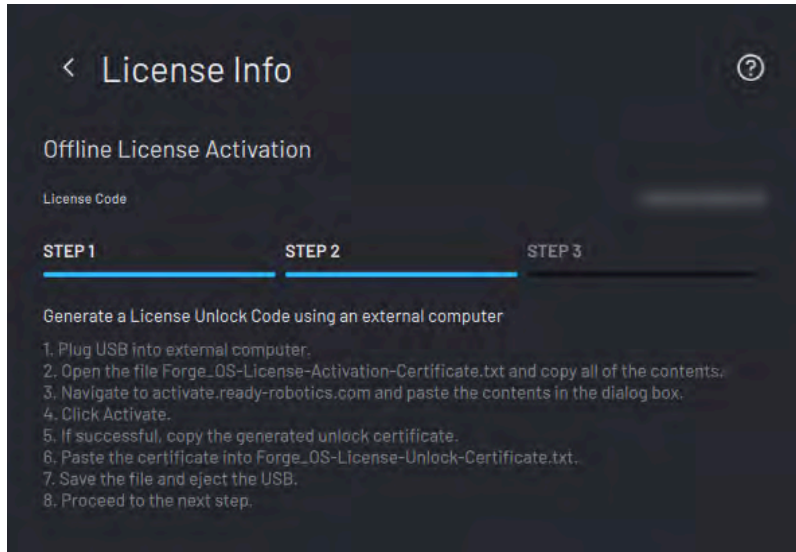 License Info
Offline License Activation
License Code
STEP 1 STEP 2 STEP 3
Generate a License Unlock Code using an external computer
1. Plug USB into external computer.
2. Open the file Forge_OS-License-Activation-Certificate.txt and copy all of the contents.
3. Navigate to activate.ready-robotics.com and paste the contents in the dialog box.
4. Click Activate.
5. If successful, copy the generated unlock certificate.
6. Paste the certificate into Forge_OS-License-Unlock-Certificate.txt.
7. Save the file and eject the USB.
8. Proceed to the next step.